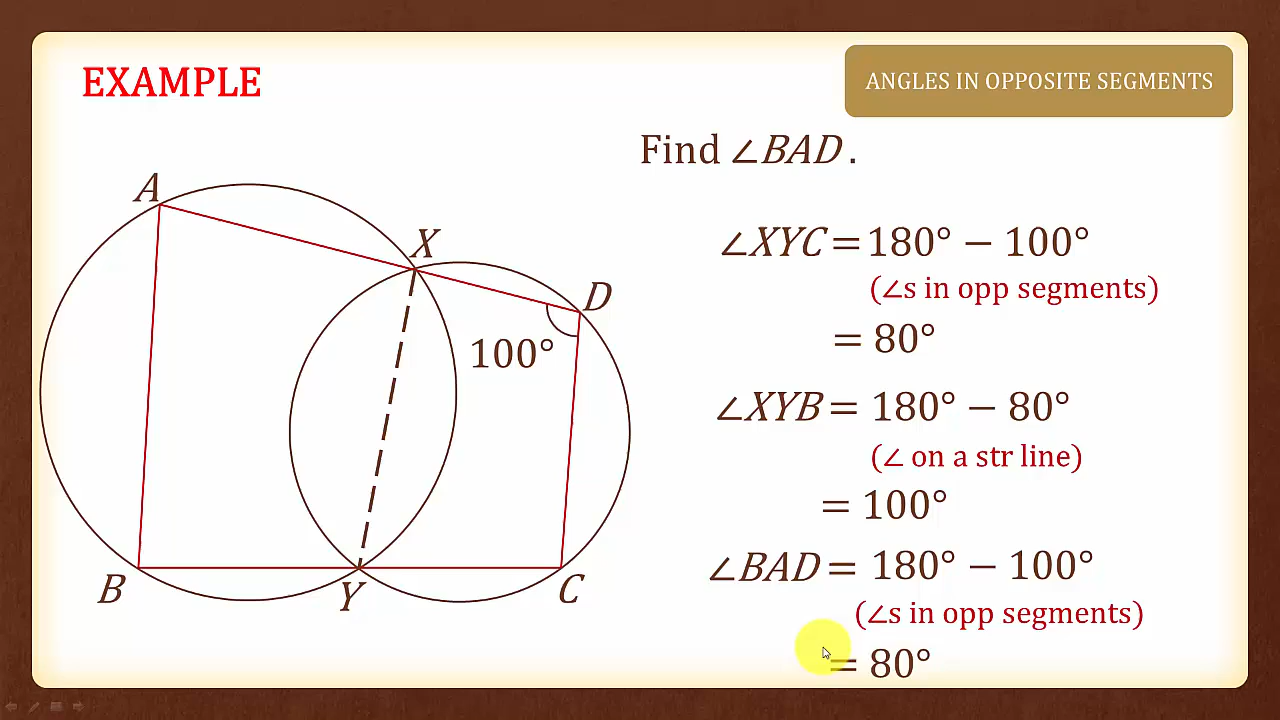 EXAMPLE
ANGLES IN OPPOSITE SEGMENTS
Find ∠BAD .
A
X
D
100°
B
Y
C
∠XYC = 180° − 100°
(∠s in opp segments)
= 80°
∠XYB = 180° − 80°
(∠ on a str line)
= 100°
∠BAD = 180° − 100°
(∠s in opp segments)
= 80°